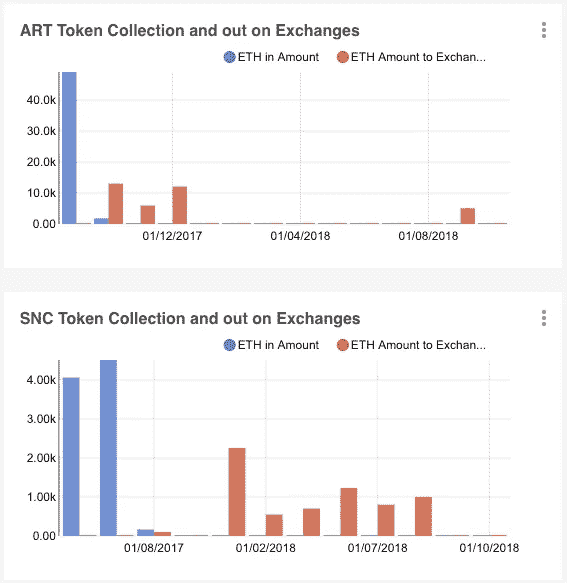 ART Token Collection and out on Exchanges
ETH in Amount ETH Amount to Exchan...
40.0k
30.0k
20.0k
10.0k
0.00
01/12/2017 01/04/2018 01/08/2018
SNC Token Collection and out on Exchanges
ETH in Amount ETH Amount to Exchan...
4.00k
3.00k
2.00k
1.00k
0.00
01/08/2017 01/02/2018 01/07/2018 01/10/2018